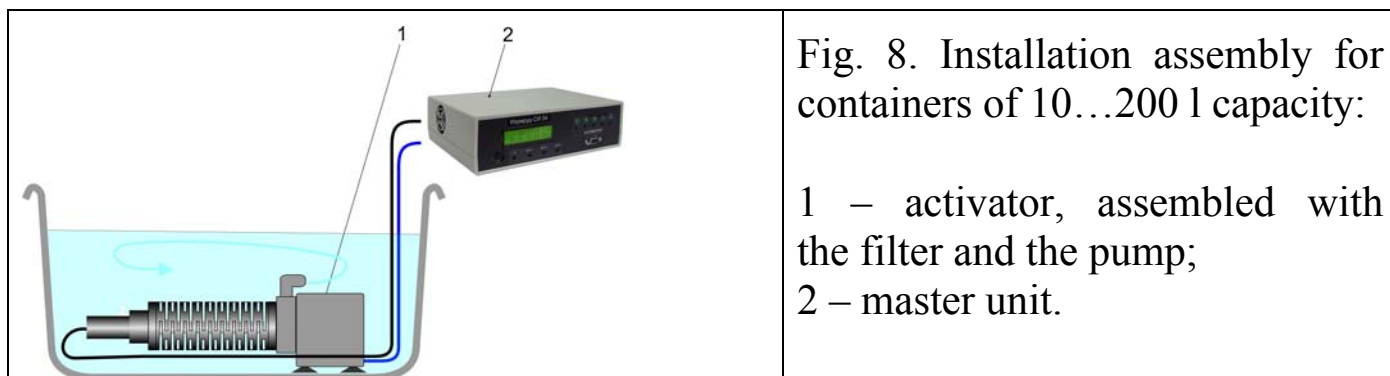 1
2
Fig. 8. Installation assembly for
containers of 10…200 l capacity:
1 – activator, assembled with
the filter and the pump;
2 – master unit.